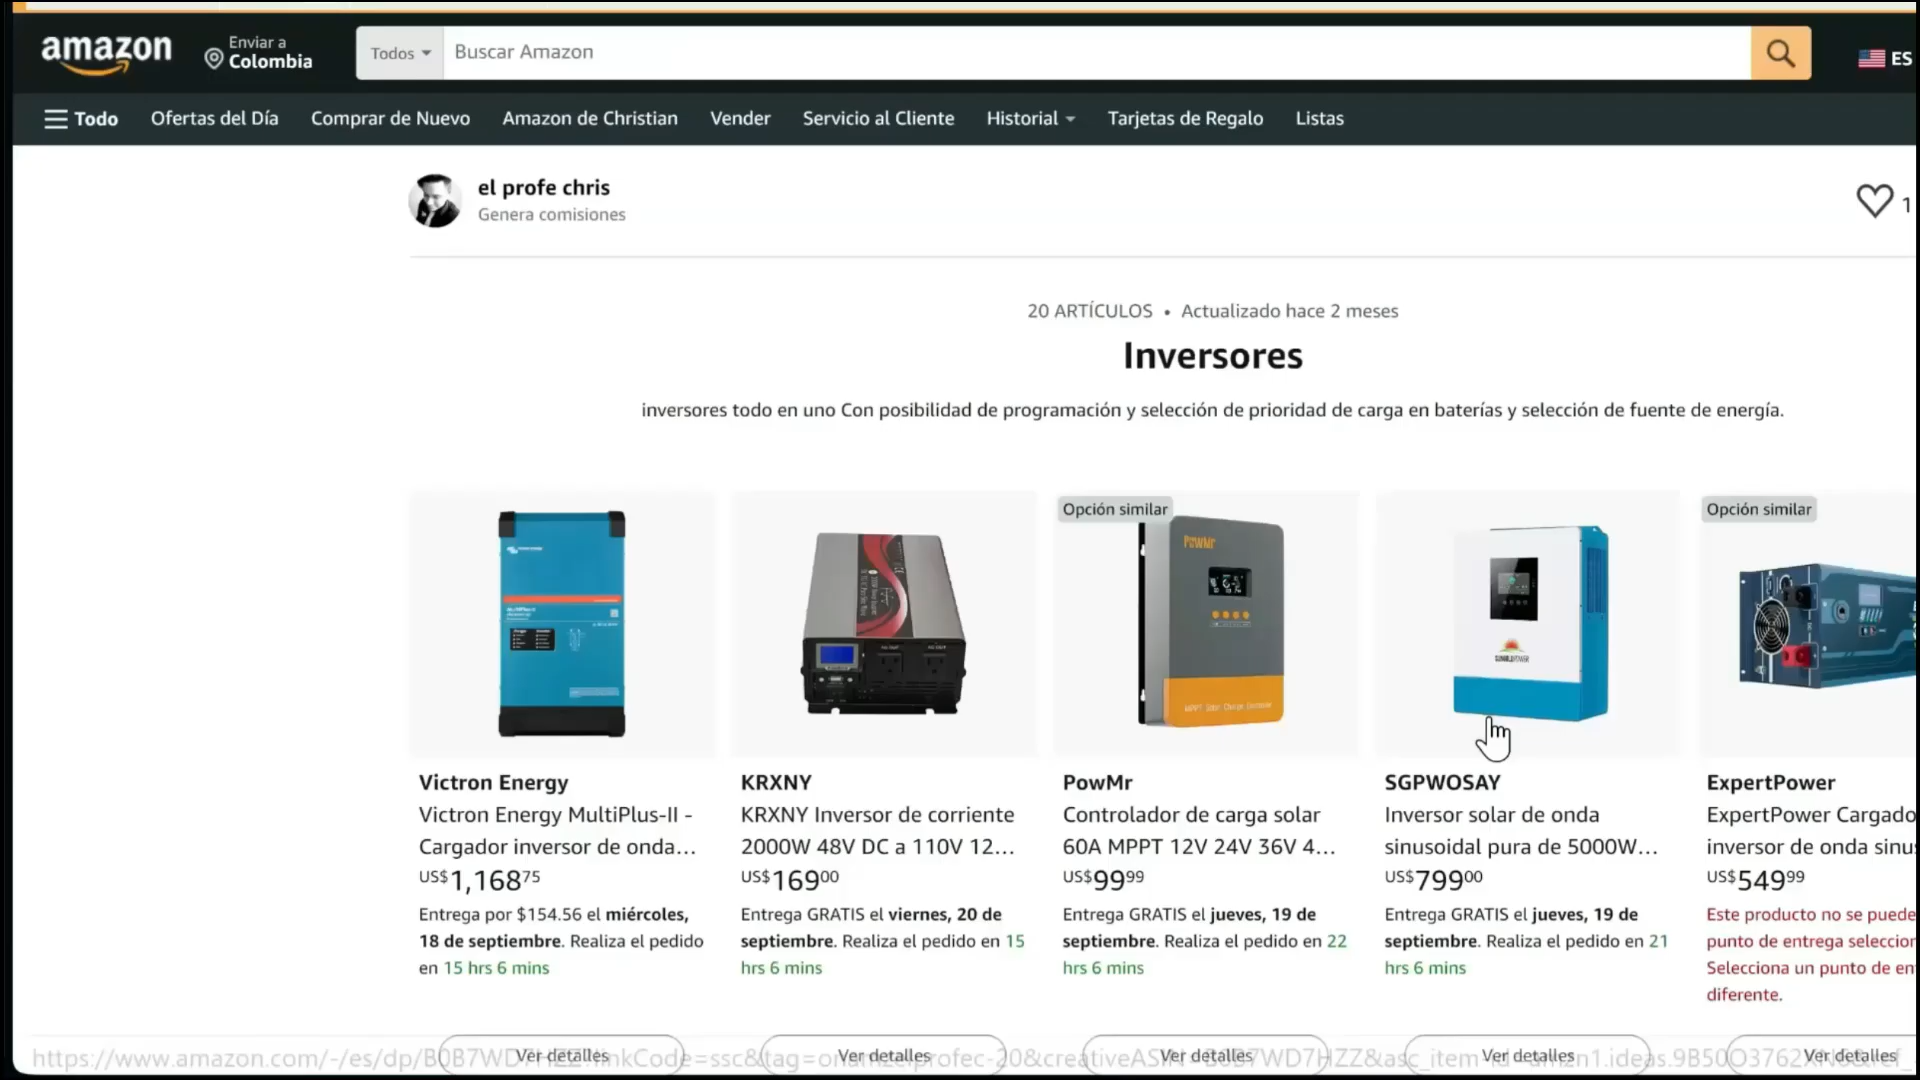 amazon
Enviar a
Colombia
Todos
Buscar Amazon
ES
Todo
Ofertas del Día
Comprar de Nuevo
Amazon de Christian
Vender
Servicio al Cliente
Historial
Tarjetas de Regalo
Listas
el profe chris
Genera comisiones
1
20 ARTÍCULOS • Actualizado hace 2 meses
Inversores
inversores todo en uno Con posibilidad de programación y selección de prioridad de carga en baterías y selección de fuente de energía.
Opción similar
Opción similar
PowMr
MPPT Solar Charge Controller
Victron Energy
Victron Energy MultiPlus-II -
Cargador inversor de onda...
US$1,16875
Entrega por $154.56 el miércoles,
18 de septiembre. Realiza el pedido
en 15 hrs 6 mins
Ver detalles
KRXNY
KRXNY Inversor de corriente
2000W 48V DC a 110V 12...
US$16900
Entrega GRATIS el viernes, 20 de
septiembre. Realiza el pedido en 15
hrs 6 mins
Ver detalles
PowMr
Controlador de carga solar
60A MPPT 12V 24V 36V 4...
US$9999
Entrega GRATIS el jueves, 19 de
septiembre. Realiza el pedido en 22
hrs 6 mins
Ver detalles
SGPWOSAY
Inversor solar de onda
sinusoidal pura de 5000W...
US$79900
Entrega GRATIS el jueves, 19 de
septiembre. Realiza el pedido en 21
hrs 6 mins
Ver detalles
ExpertPower
ExpertPower Cargado
inversor de onda sinus
US$54999
Este producto no se puede
punto de entrega seleccion
Selecciona un punto de en
diferente.
Ver detalles